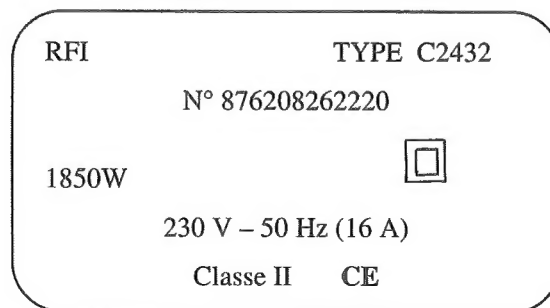 RFI TYPE C2432
N° 876208262220
1850W
230 V – 50 Hz (16 A)
Classe II CE